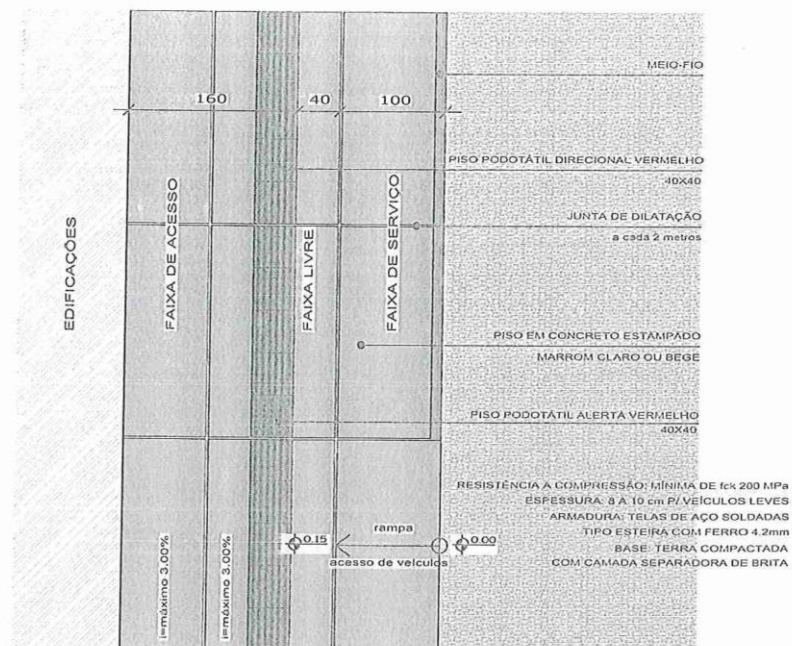 MEIO-FIO
160
40
100
PISO PODOTÁTIL DIRECIONAL VERMELHO
40X40
EDIFICAÇÕES
FAIXA DE ACESSO
FAIXA LIVRE
FAIXA DE SERVIÇO
JUNTA DE DILATAÇÃO
a cada 2 metros
PISO EM CONCRETO ESTAMPADO
MARROM CLARO OU BEGE
PISO PODOTÁTIL ALERTA VERMELHO
40X40
RESISTÊNCIA A COMPRESSÃO: MÍNIMA DE fck 200 MPa
ESPESSURA: 8 A 10 cm P/ VEÍCULOS LEVES
ARMADURA: TELAS DE AÇO SOLDADAS
TIPO ESTEIRA COM FERRO 4.2mm
BASE: TERRA COMPACTADA
COM CAMADA SEPARADORA DE BRITA
rampa
0.15
0.00
acesso de veículos
i=máximo 3.00%
i=máximo 3.00%